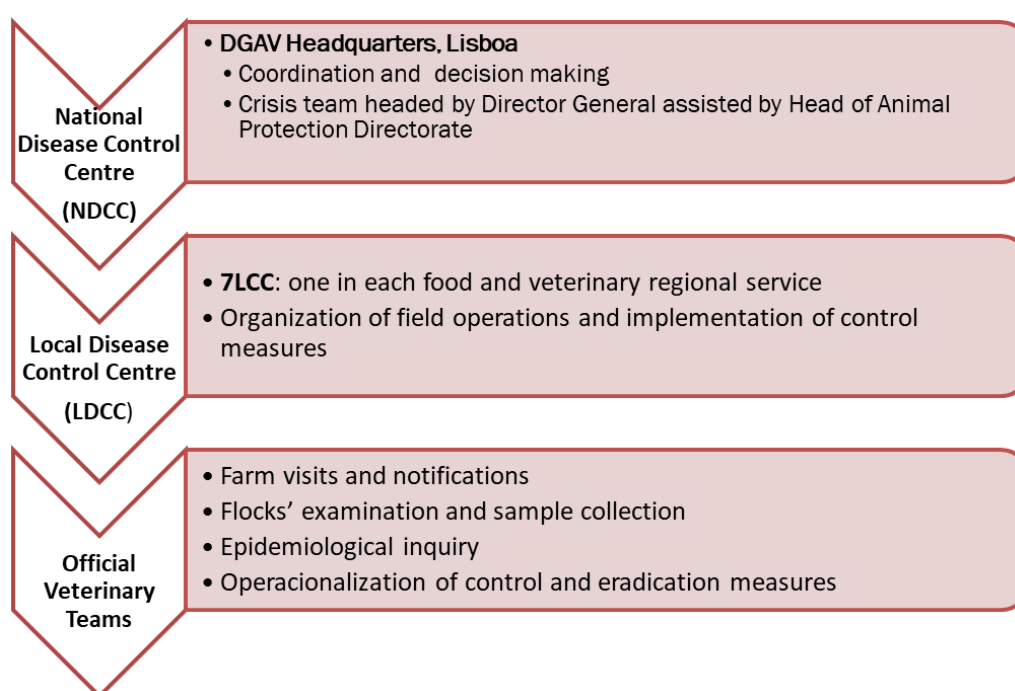 National
Disease Control
Centre
(NDCC)
• DGAV Headquarters, Lisboa
• Coordination and decision making
• Crisis team headed by Director General assisted by Head of Animal
Protection Directorate
Local Disease
Control Centre
(LDCC)
• 7LCC: one in each food and veterinary regional service
• Organization of field operations and implementation of control
measures
Official
Veterinary
Teams
• Farm visits and notifications
• Flocks’ examination and sample collection
• Epidemiological inquiry
• Operacionalization of control and eradication measures